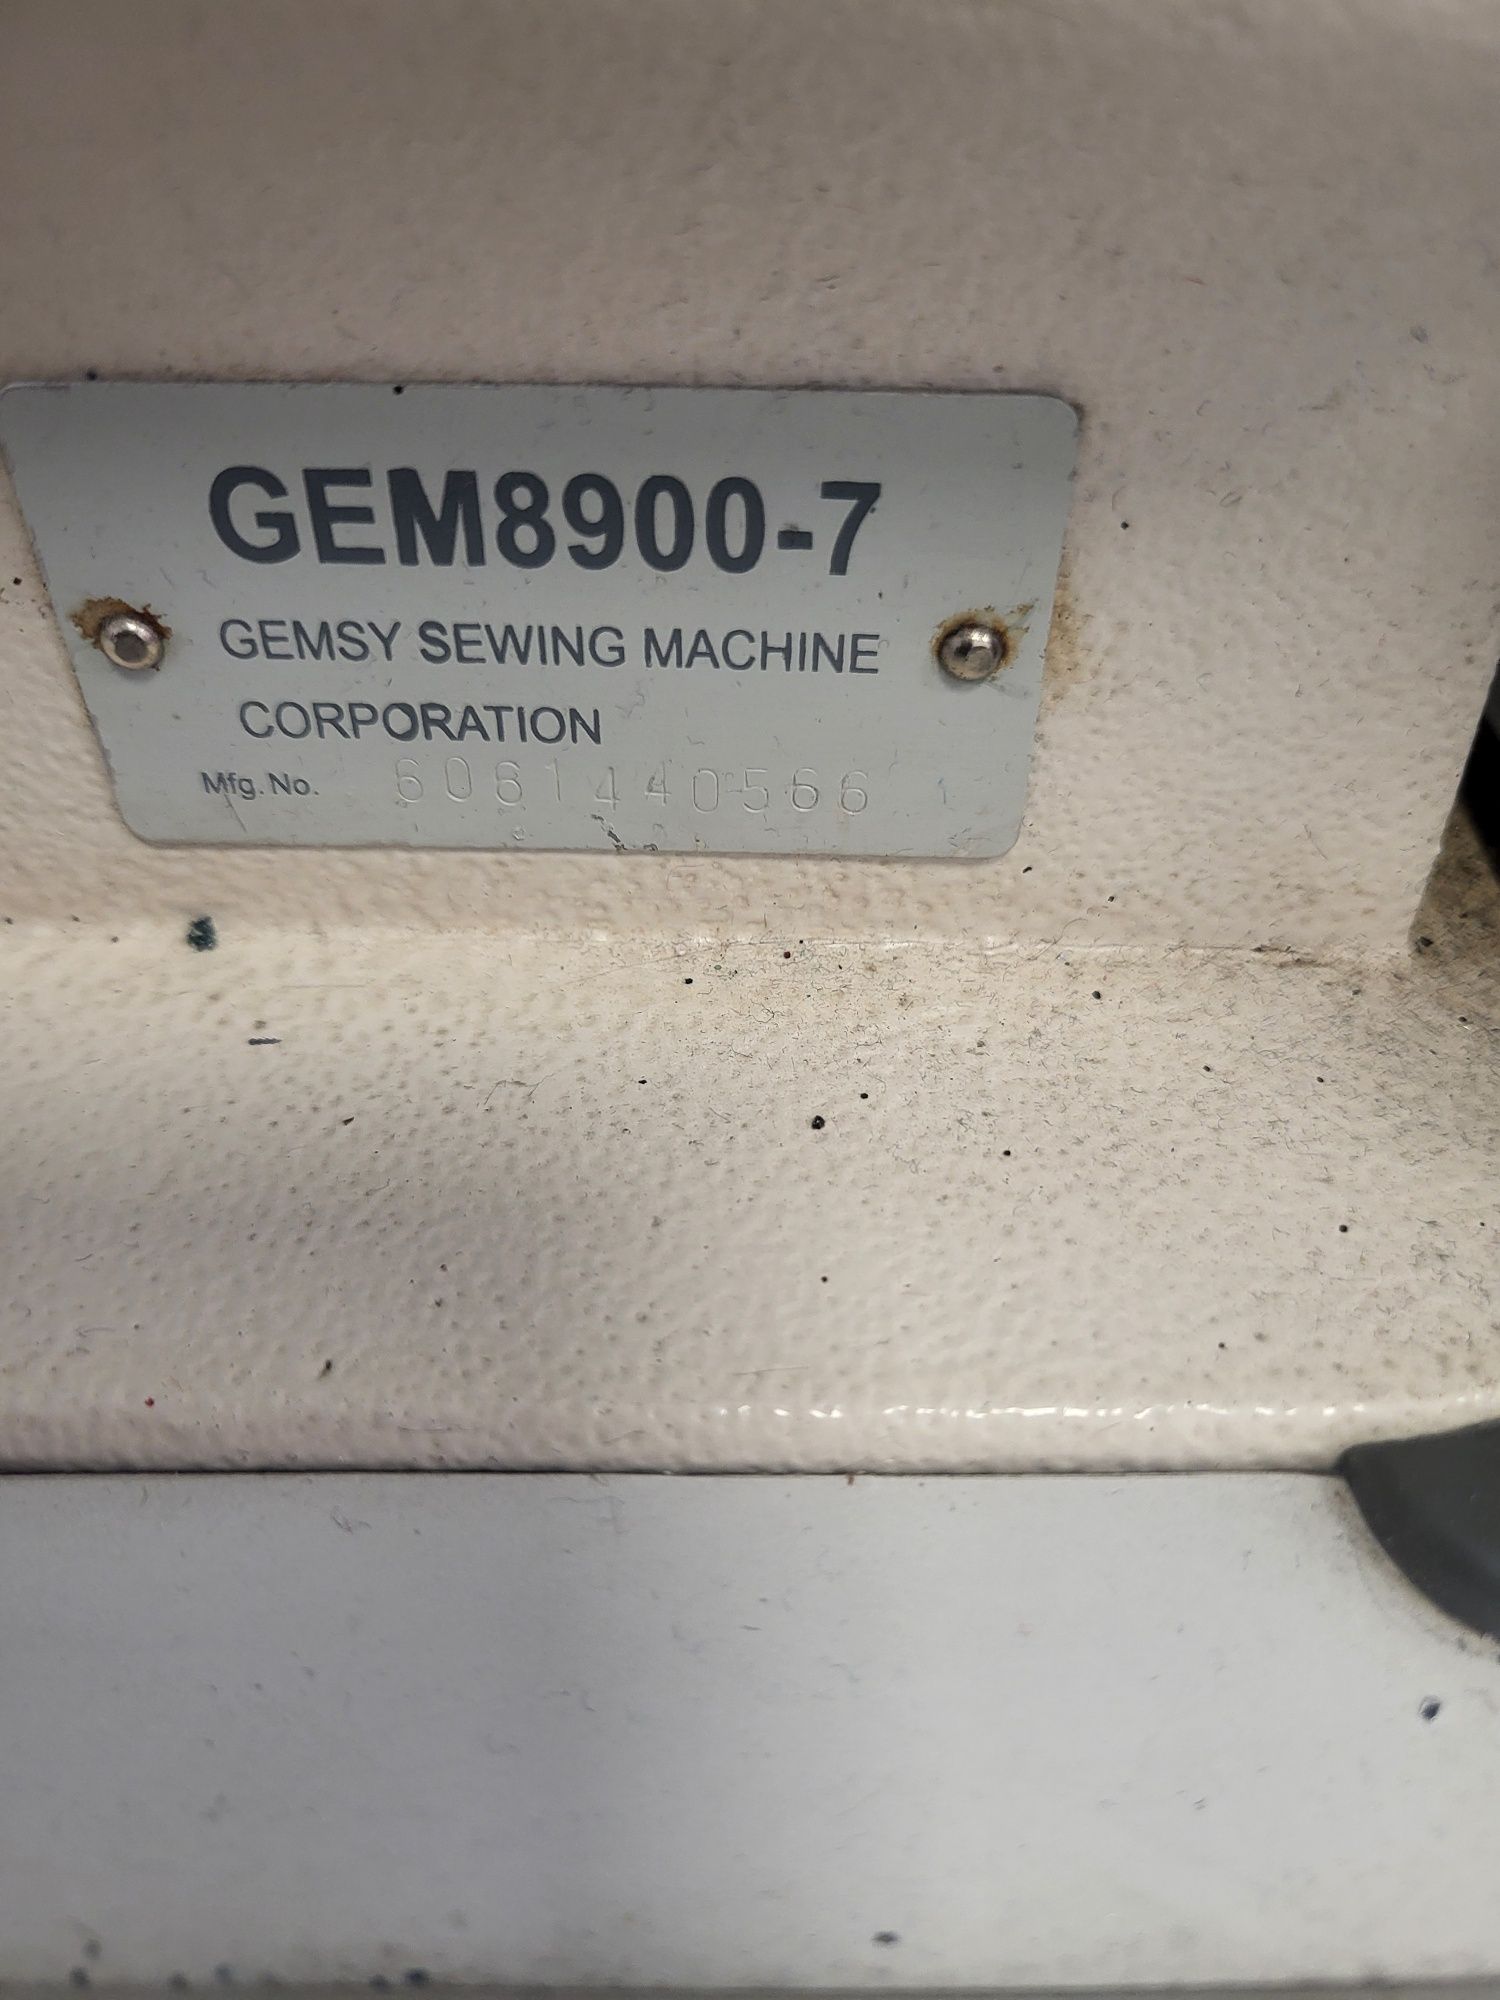 GEM8900-7
GEMSY SEWING MACHINE
CORPORATION
Mfg. No. 6061440566